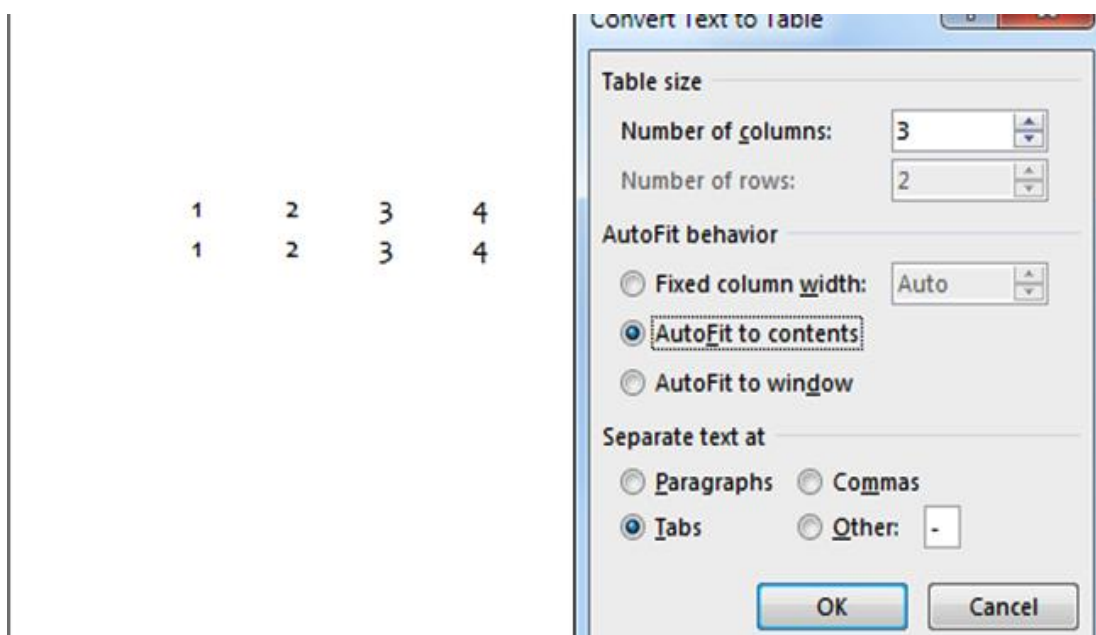 1 2 3 4
1 2 3 4
Convert Text to Table
Table size
Number of columns: 3
Number of rows: 2
AutoFit behavior
Fixed column width: Auto
AutoFit to contents
AutoFit to window
Separate text at
Paragraphs Commas
Tabs Other: -
OK Cancel